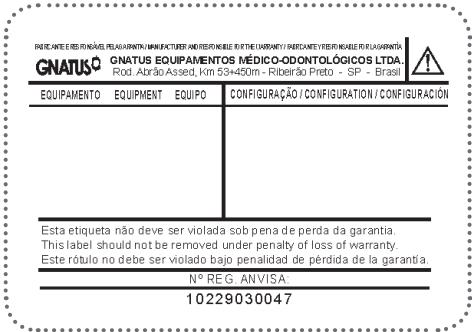 FABRICANTE E RESPONSÁVEL PELA GARANTIA / MANUFACTURER AND RESPONSIBLE FOR THE WARRANTY / FABRICANTE Y RESPONSABLE FOR LA GARANTÍA
GNATUS
GNATUS EQUIPAMENTOS MÉDICO-ODONTOLÓGICOS LTDA.
Rod. Abrão Assed, Km 53+450m - Ribeirão Preto - SP - Brasil
EQUIPAMENTO EQUIPMENT EQUIPO
CONFIGURAÇÃO / CONFIGURATION / CONFIGURACIÓN
Esta etiqueta não deve ser violada sob pena de perda da garantia.
This label should not be removed under penalty of loss of warranty.
Este rótulo no debe ser violado bajo penalidad de pérdida de la garantía.
Nº REG. ANVISA:
10229030047